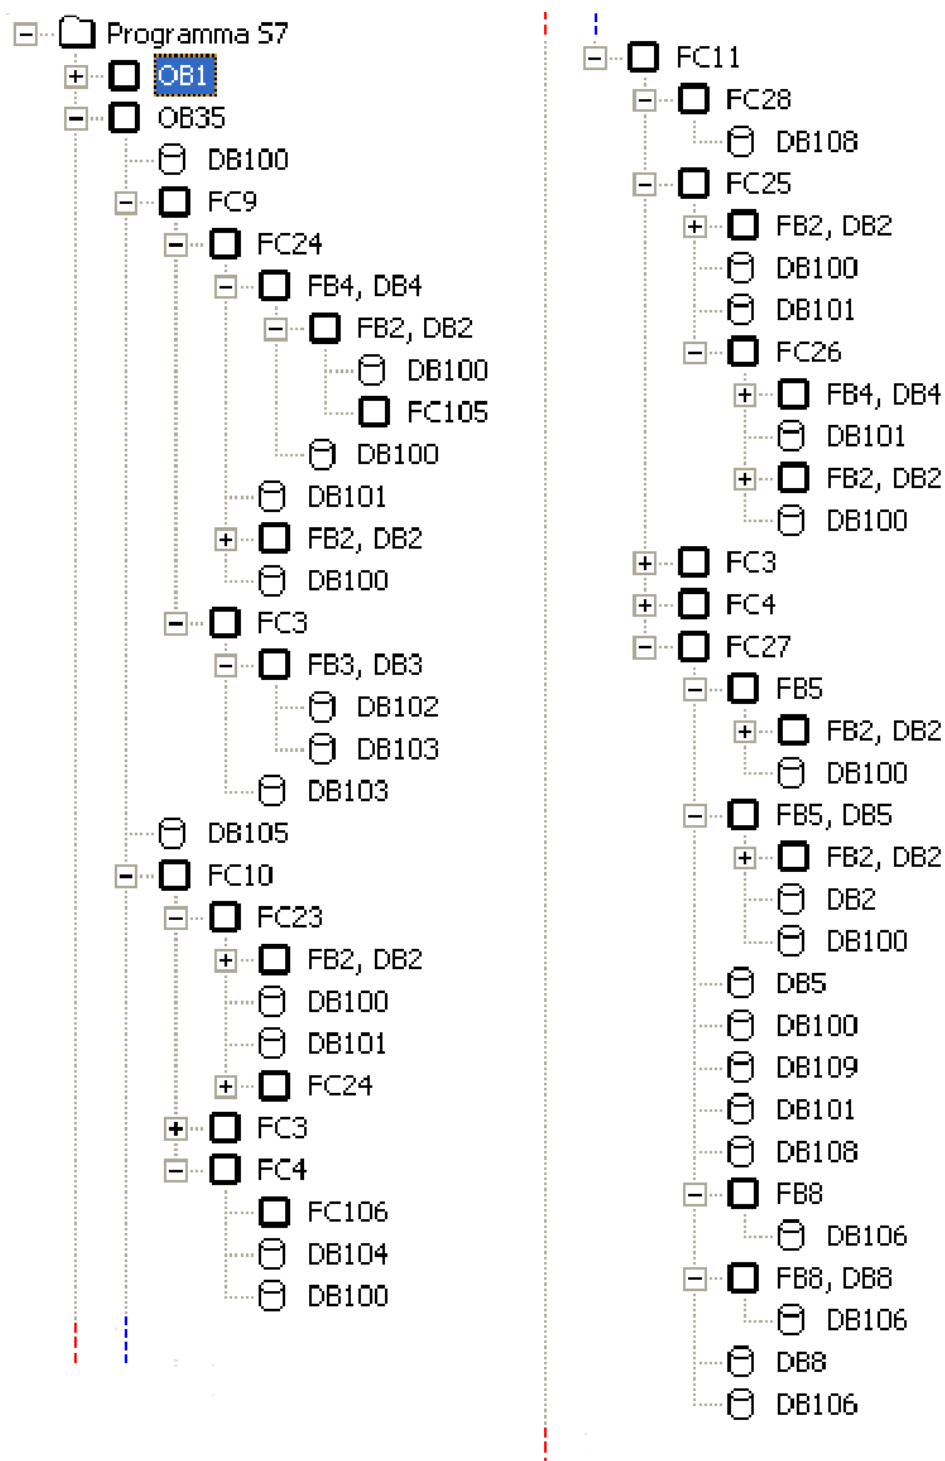 Programma S7
OB1
OB35
DB100
FC9
FC24
FB4, DB4
FB2, DB2
DB100
FC105
DB100
DB101
FB2, DB2
DB100
FC3
FB3, DB3
DB102
DB103
DB103
DB105
FC10
FC23
FB2, DB2
DB100
DB101
FC24
FC3
FC4
FC106
DB104
DB100
FC11
FC28
DB108
FC25
FB2, DB2
DB100
DB101
FC26
FB4, DB4
DB101
FB2, DB2
DB100
FC3
FC4
FC27
FB5
FB2, DB2
DB100
FB5, DB5
FB2, DB2
DB2
DB100
DB5
DB100
DB109
DB101
DB108
FB8
DB106
FB8, DB8
DB106
DB8
DB106